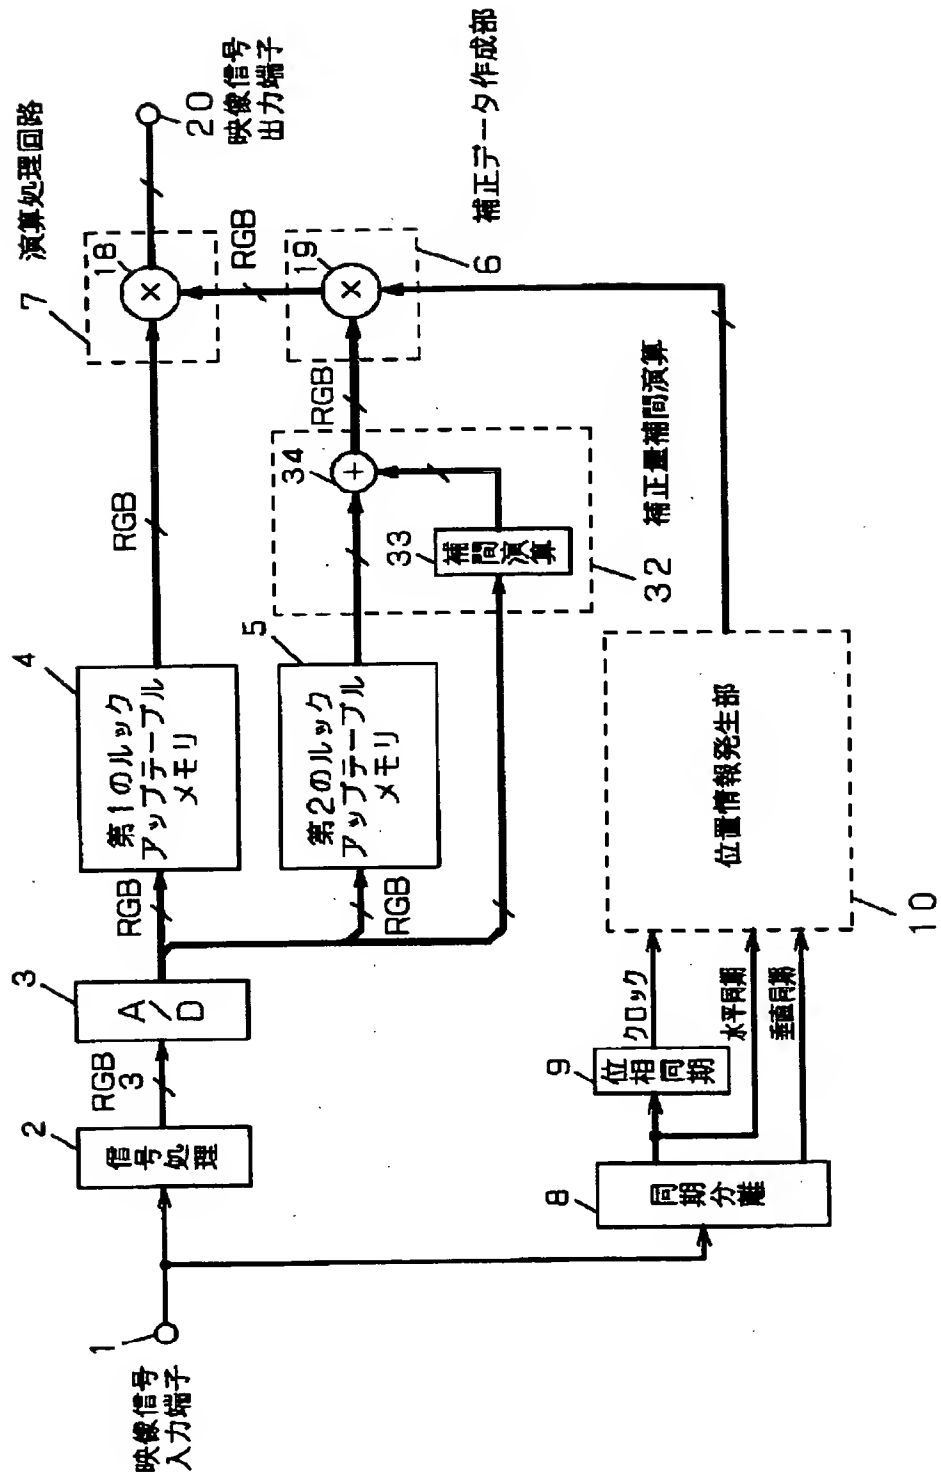 1
映像信号
入力端子
2
信号処理
RGB
3
3
A/D
RGB
4
第1のルック
アップテーブル
メモリ
RGB
7
演算処理回路
18
×
20
映像信号
出力端子
RGB
5
第2のルック
アップテーブル
メモリ
RGB
34
+
33
補間演算
32
補正量補間演算
RGB
19
×
6
補正データ作成部
8
同期分離
9
位相同期
クロック
水平同期
垂直同期
10
位置情報発生部